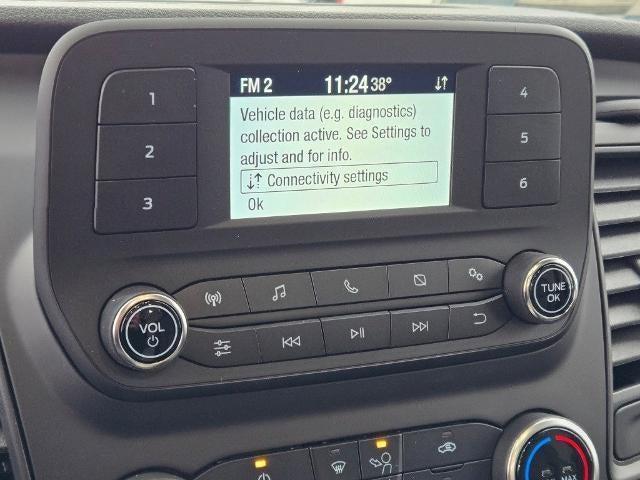 FM 2 11:24 38°
Vehicle data (e.g. diagnostics)
collection active. See Settings to
adjust and for info.
Connectivity settings
Ok
1
2
3
4
5
6
VOL
TUNE
OK
MAX